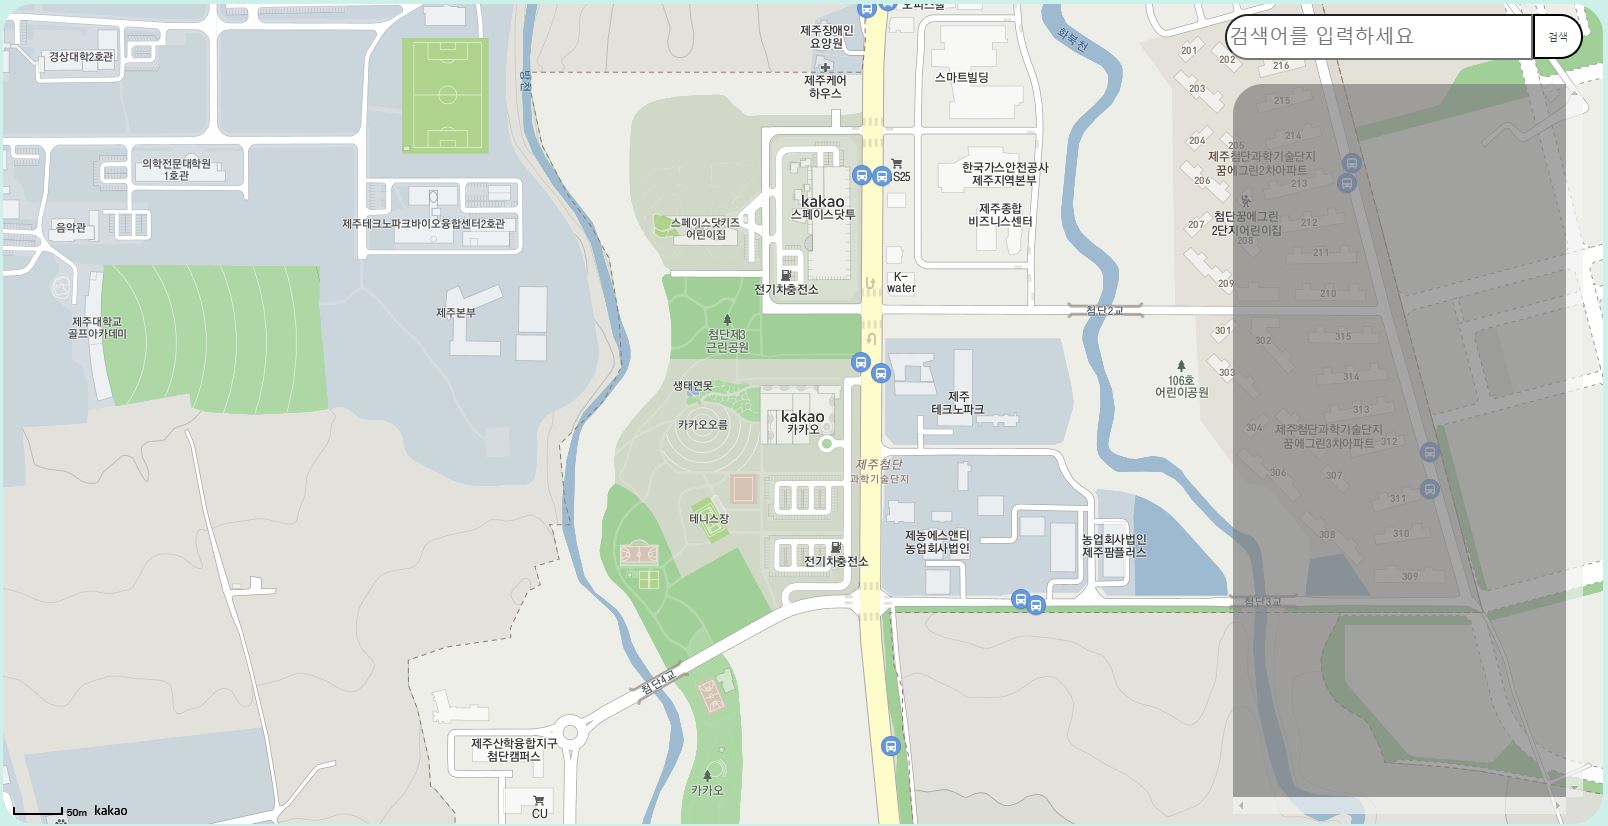 오피스텔
제주장애인
요양원
화북천
검색어를 입력하세요
검색
경상대학2호관
방천
제주케어
하우스
스마트빌딩
201
202
216
203
215
204
205
214
의학전문대학원
1호관
S25
한국가스안전공사
제주지역본부
제주첨단과학기술단지
꿈에그린2차아파트
206
213
kakao
스페이스닷투
음악관
제주테크노파크바이오융합센터2호관
스페이스닷키즈
어린이집
제주종합
비즈니스센터
첨단꿈에그린
2단지어린이집
207
212
208
211
전기차충전소
K-
water
209
210
제주대학교
골프아카데미
제주본부
첨단제3
근린공원
첨단2교
301
302
315
303
314
생태연못
106호
어린이공원
제주
테크노파크
카카오오름
kakao
카카오
313
304
제주첨단과학기술단지
꿈에그린3차아파트
312
제주첨단
과학기술단지
306
307
311
테니스장
제농에스앤티
농업회사법인
농업회사법인
제주팜플러스
308
310
전기차충전소
309
첨단3교
첨단4교
제주산학융합지구
첨단캠퍼스
카카오
CU
50m
kakao